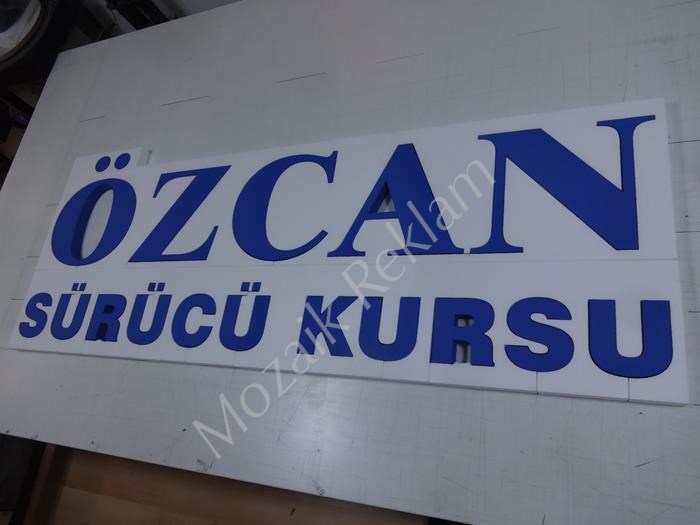 ÖZCAN
SÜRÜCÜ KURSU
Mozaik Reklam